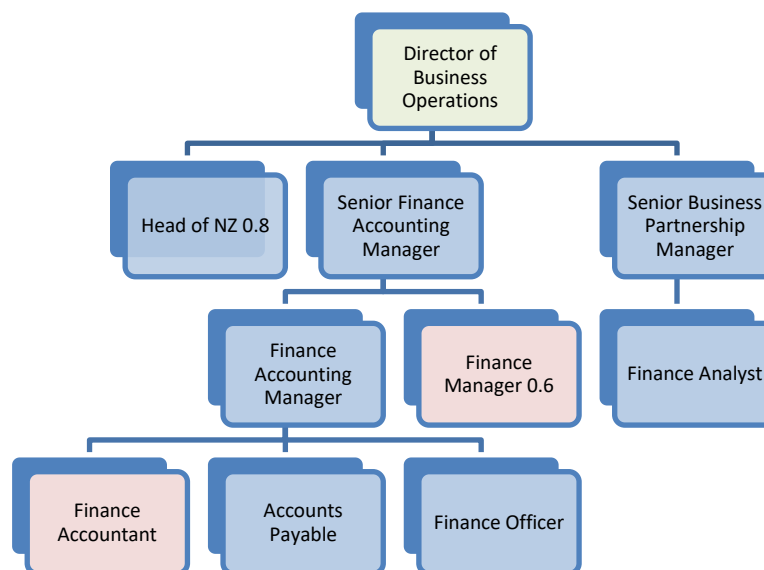 Director of
Business
Operations
Head of NZ 0.8
Senior Finance
Accounting
Manager
Senior Business
Partnership
Manager
Finance
Accounting
Manager
Finance
Manager 0.6
Finance Analyst
Finance
Accountant
Accounts
Payable
Finance Officer